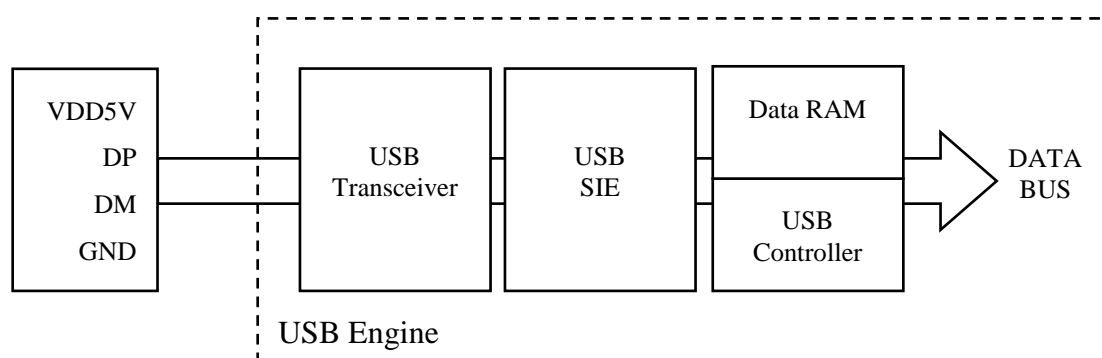 VDD5V
DP
DM
GND
USB
Transceiver
USB
SIE
Data RAM
USB
Controller
DATA
BUS
USB Engine